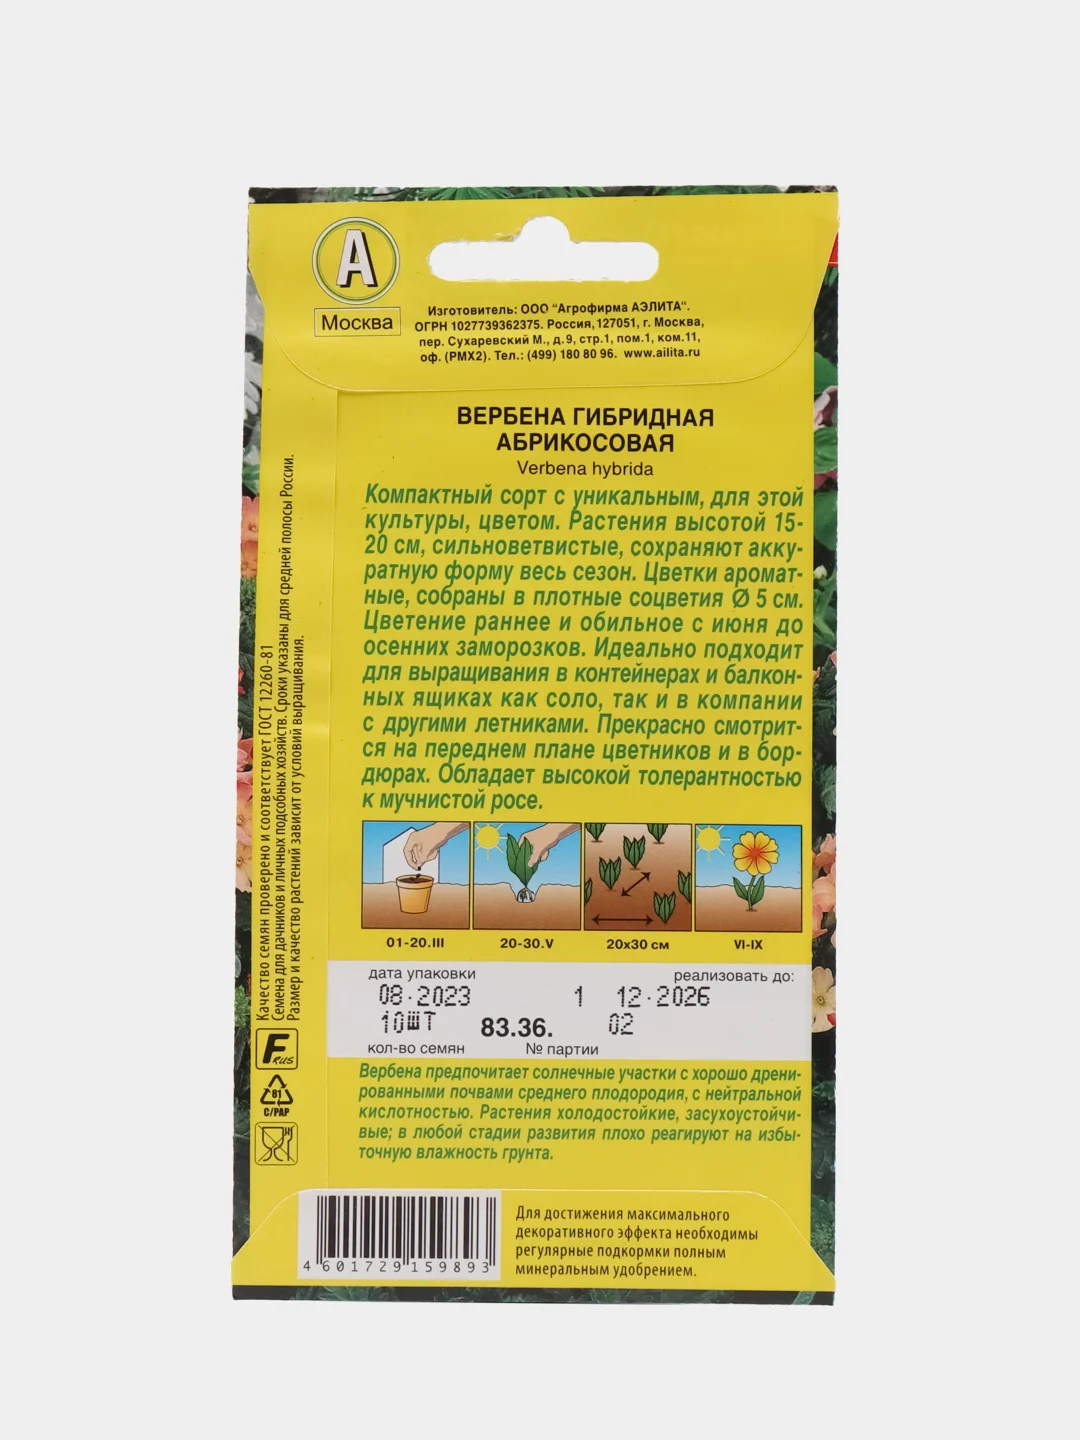 А
Москва
Изготовитель: ООО "Агрофирма АЭЛИТА".
ОГРН 1027739362375. Россия,127051, г. Москва,
пер. Сухаревский М., д.9, стр.1, пом.1, ком.11,
оф. (РМХ2). Тел.: (499) 180 80 96. www.ailita.ru
ВЕРБЕНА ГИБРИДНАЯ
АБРИКОСОВАЯ
Verbena hybrida
Компактный сорт с уникальным, для этой
культуры, цветом. Растения высотой 15-
20 см, сильноветвистые, сохраняют акку-
ратную форму весь сезон. Цветки аромат-
ные, собраны в плотные соцветия Ø 5 см.
Цветение раннее и обильное с июня до
осенних заморозков. Идеально подходит
для выращивания в контейнерах и балкон-
ных ящиках как соло, так и в компании
с другими летниками. Прекрасно смотрит-
ся на переднем плане цветников и в бор-
дюрах. Обладает высокой толерантностью
к мучнистой росе.
01-20.III
20-30.V
20x30 см
VI-IX
дата упаковки
реализовать до:
08.2023
1
12.2026
10шт
83.36.
02
кол-во семян
№ партии
Вербена предпочитает солнечные участки с хорошо дрени-
рованными почвами среднего плодородия, с нейтральной
кислотностью. Растения холодостойкие, засухоустойчи-
вые; в любой стадии развития плохо реагируют на избы-
точную влажность грунта.
Качество семян проверено и соответствует ГОСТ 12260-81
Семена для дачников и личных подсобных хозяйств. Сроки указаны для средней полосы России.
Размер и качество растений зависит от условий выращивания.
F RUS
81
C/PAP
4 601729 159893
Для достижения максимального
декоративного эффекта необходимы
регулярные подкормки полным
минеральным удобрением.